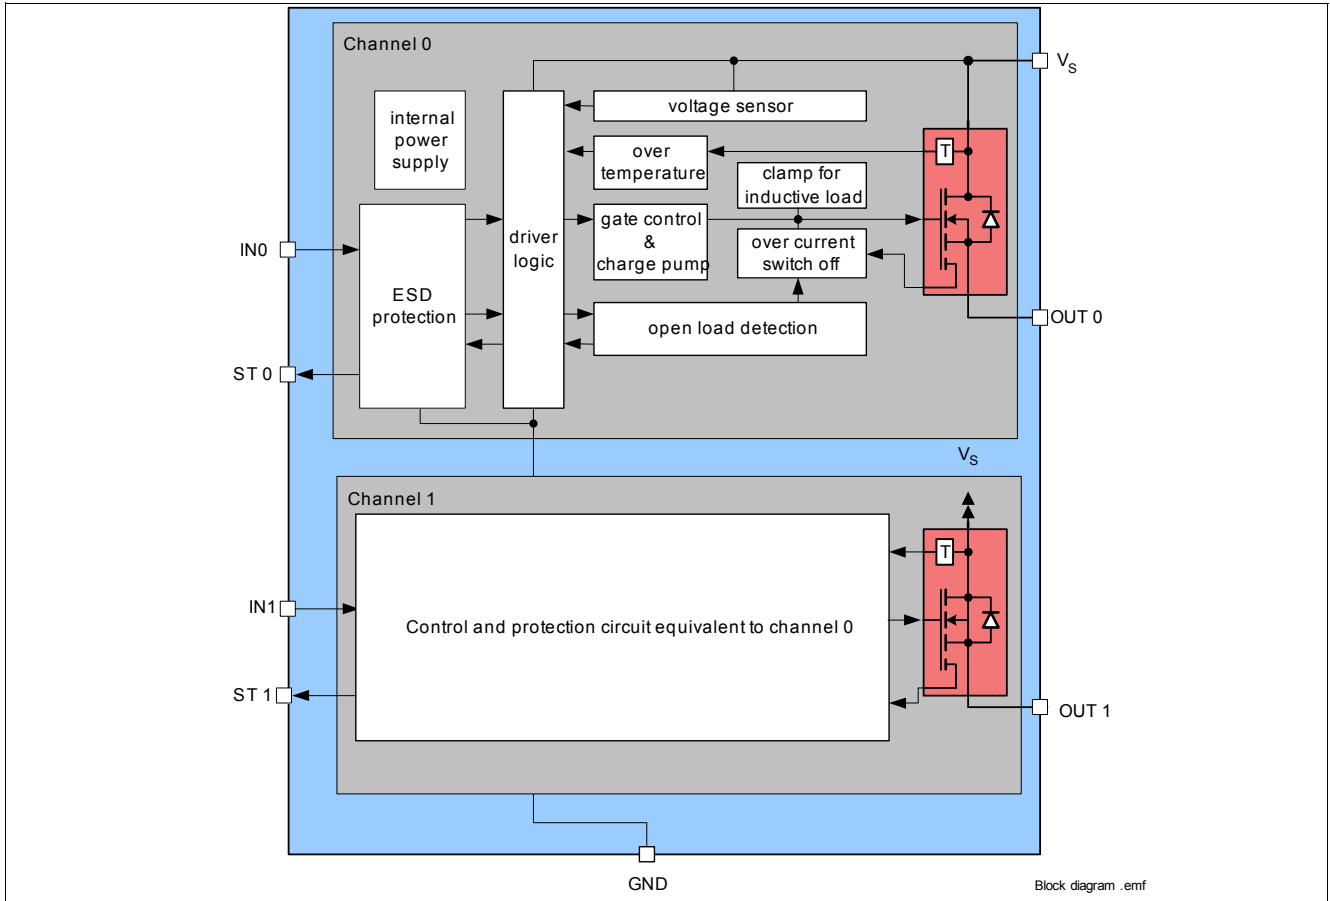 Channel 0
V_S
voltage sensor
internal
power
supply
over
temperature
T
clamp for
inductive load
gate control
&
charge pump
driver
logic
over current
switch off
IN0
ESD
protection
open load detection
OUT 0
ST 0
V_S
Channel 1
T
IN1
Control and protection circuit equivalent to channel 0
ST 1
OUT 1
GND
Block diagram .emf